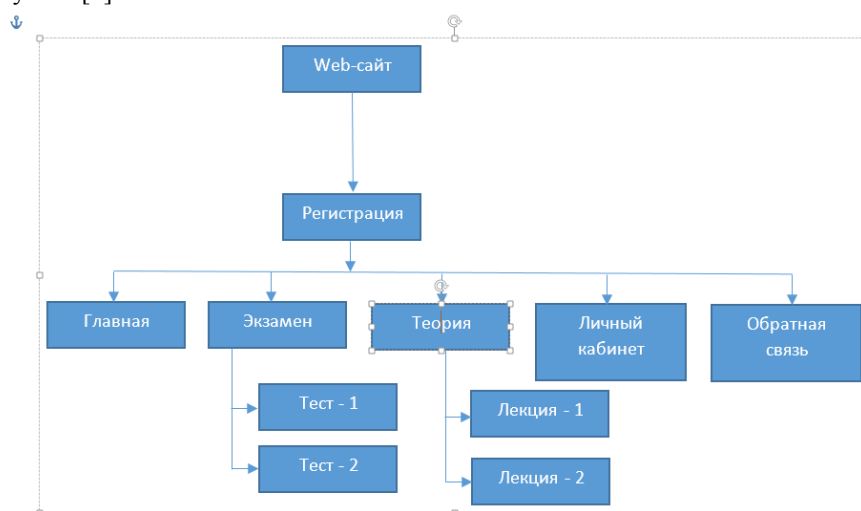 Web-сайт
Регистрация
Главная
Экзамен
Теория
Личный
кабинет
Обратная
связь
Тест - 1
Лекция - 1
Тест - 2
Лекция - 2